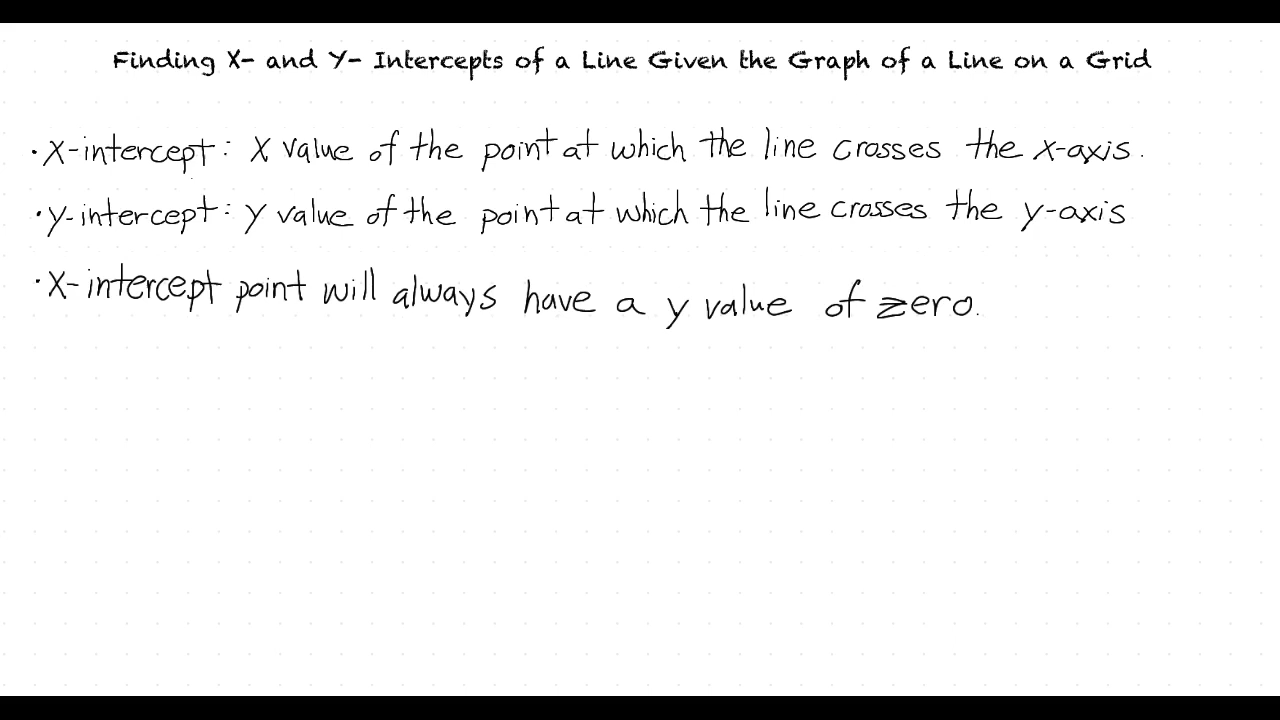 Finding X- and Y- Intercepts of a Line Given the Graph of a Line on a Grid
• X-intercept: X value of the point at which the line crosses the x-axis.
• y-intercept: y value of the point at which the line crosses the y-axis
• X-intercept point will always have a y value of zero.